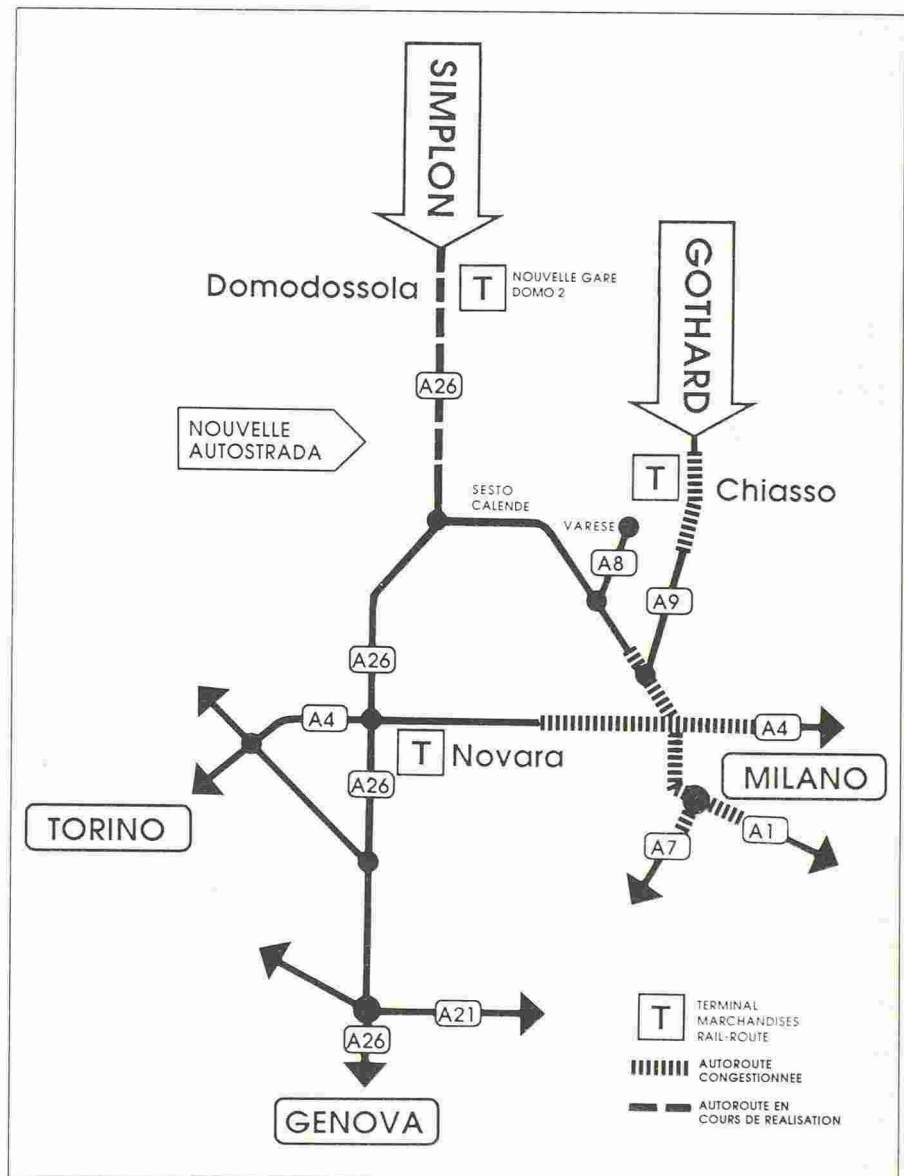 SIMPLON
GOTHARD
Domodossola
T
NOUVELLE GARE
DOMO 2
A26
NOUVELLE
AUTOSTRADA
T
Chiasso
SESTO
CALENDE
VARESE
A8
A9
A26
A4
A4
T
Novara
A26
MILANO
TORINO
A7
A1
A21
A26
GENOVA
T
TERMINAL
MARCHANDISES
RAIL-ROUTE
AUTOROUTE
CONGESTIONNEE
AUTOROUTE EN
COURS DE REALISATION